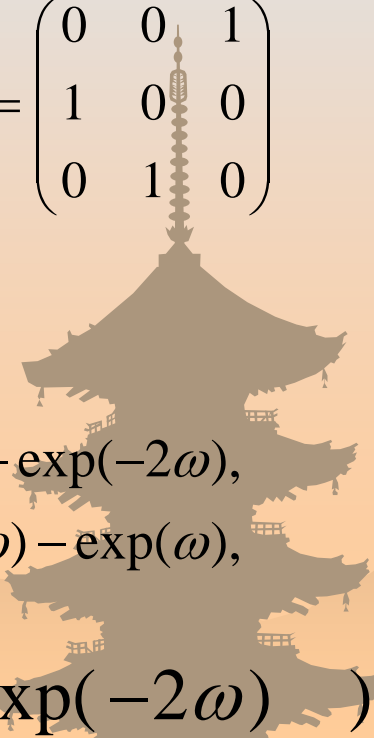 = ( 0 0 1
1 0 0
0 1 0 )
exp(−2ω),
) − exp(ω),
xp( −2ω) )